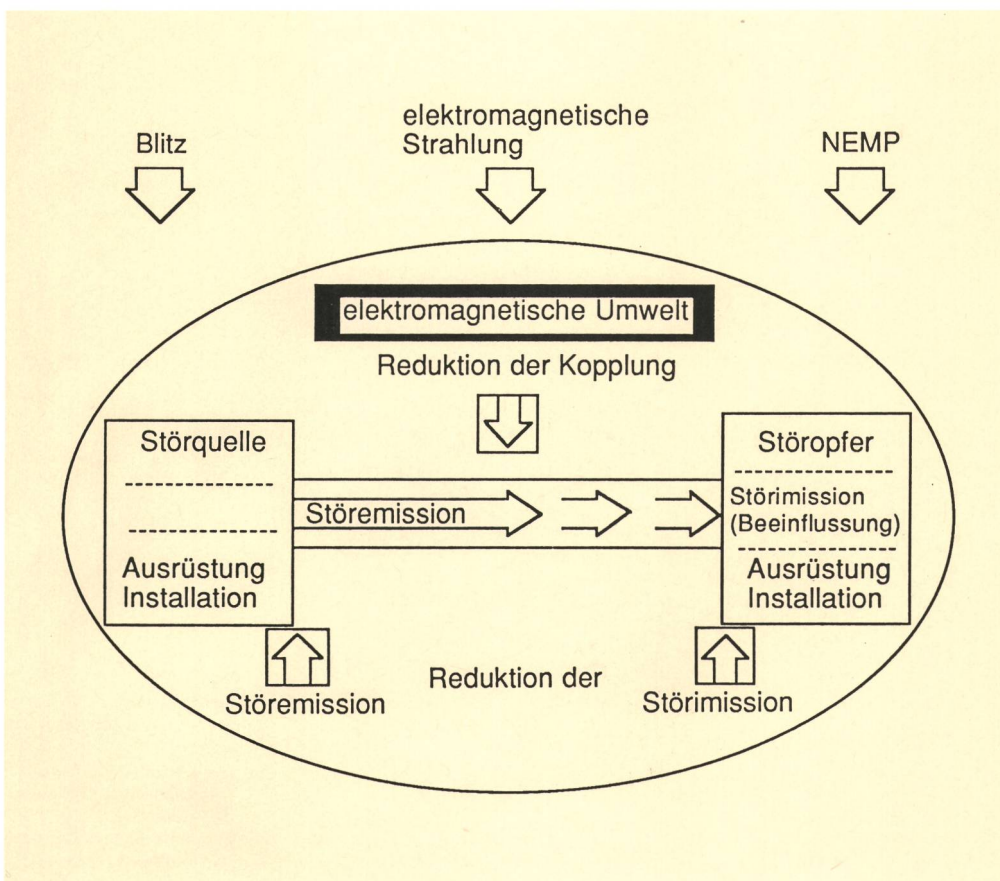 Blitz
elektromagnetische
Strahlung
NEMP
elektromagnetische Umwelt
Reduktion der Kopplung
Störquelle
Ausrüstung
Installation
Störemission
Störopfer
Störimission
(Beeinflussung)
Ausrüstung
Installation
Störemission
Reduktion der
Störimission